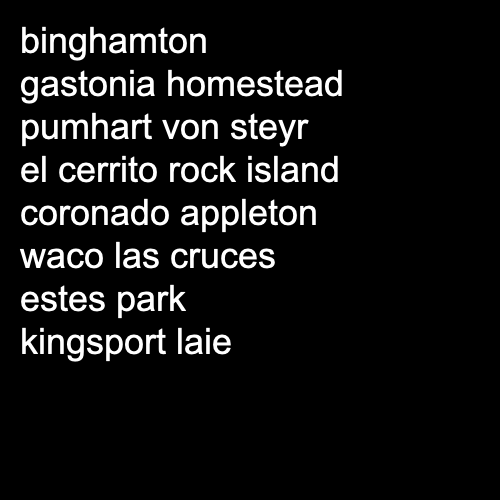 binghamton
gastonia homestead
pumhart von steyr
el cerrito rock island
coronado appleton
waco las cruces
estes park
kingsport laie